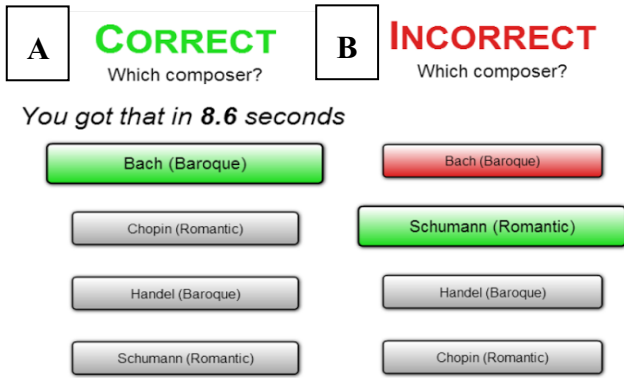 A
CORRECT
Which composer?
You got that in 8.6 seconds
Bach (Baroque)
Chopin (Romantic)
Handel (Baroque)
Schumann (Romantic)
B
INCORRECT
Which composer?
Bach (Baroque)
Schumann (Romantic)
Handel (Baroque)
Chopin (Romantic)